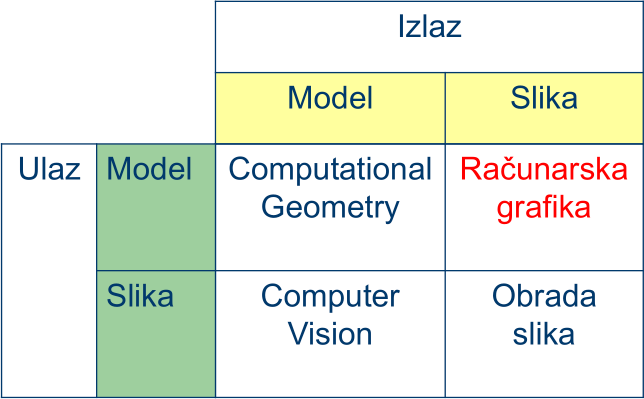 Izlaz
Model Slika
Ulaz Model Computational Računarska
Geometry grafika
Slika Computer Obrada
Vision slika